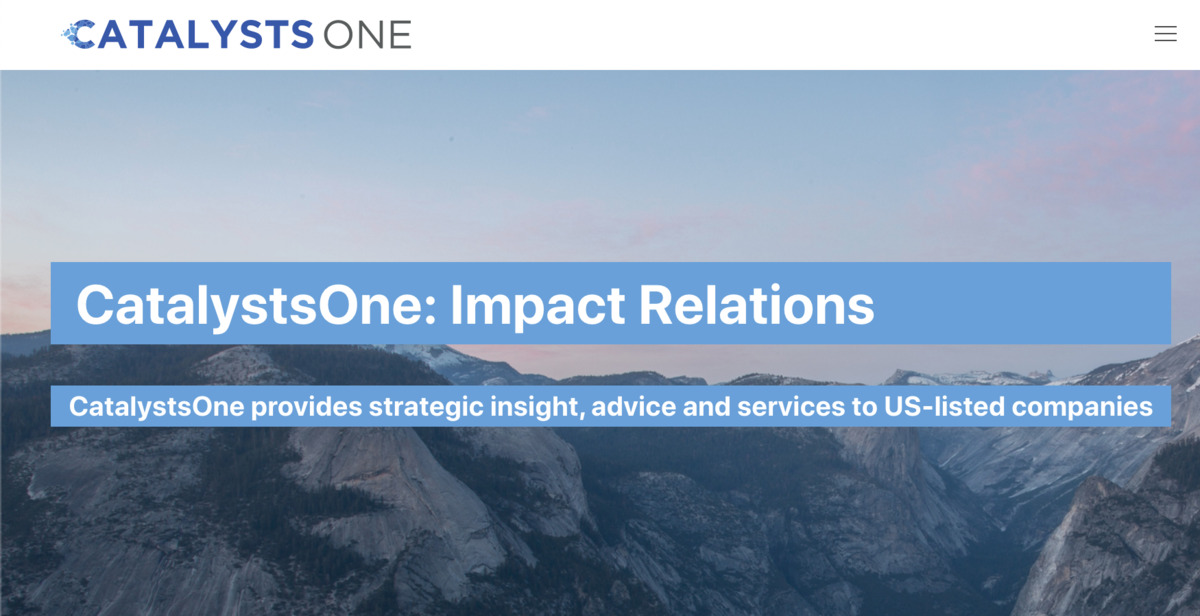 CATALYSTS ONE
CatalystsOne: Impact Relations
CatalystsOne provides strategic insight, advice and services to US-listed companies